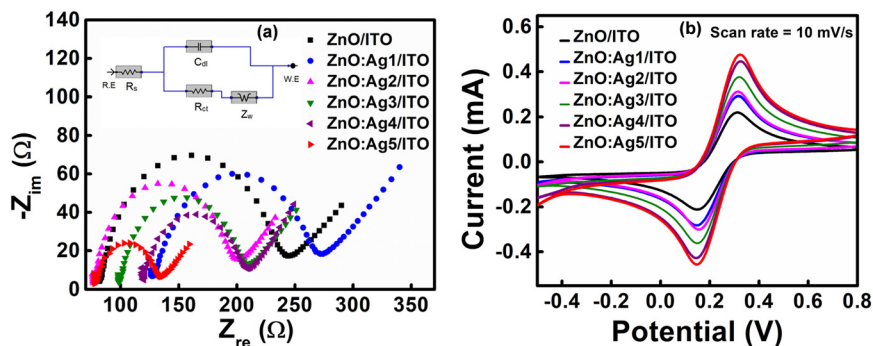 (a)
140
120
100
80
60
40
20
0
-Z_im (Ω)
100 150 200 250 300 350 400
Z_re (Ω)
R.E
R_s
C_dl
R_ct
Z_w
W.E
ZnO/ITO
ZnO:Ag1/ITO
ZnO:Ag2/ITO
ZnO:Ag3/ITO
ZnO:Ag4/ITO
ZnO:Ag5/ITO
(b)
Scan rate = 10 mV/s
ZnO/ITO
ZnO:Ag1/ITO
ZnO:Ag2/ITO
ZnO:Ag3/ITO
ZnO:Ag4/ITO
ZnO:Ag5/ITO
0.6
0.4
0.2
0.0
-0.2
-0.4
-0.6
Current (mA)
-0.4 0.0 0.4 0.8
Potential (V)